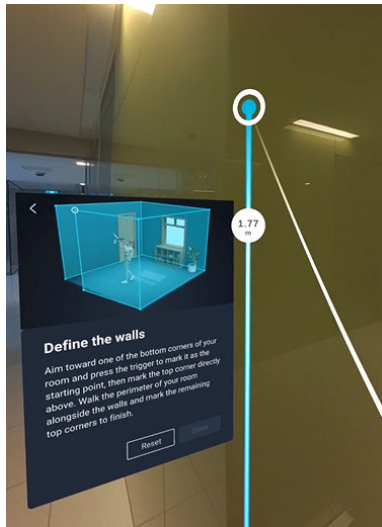 1.77
m
Define the walls
Aim toward one of the bottom corners of your
room and press the trigger to mark it as the
starting point, then mark the top corner directly
above. Walk the perimeter of your room
alongside the walls and mark the remaining
top corners to finish.
Reset
Done